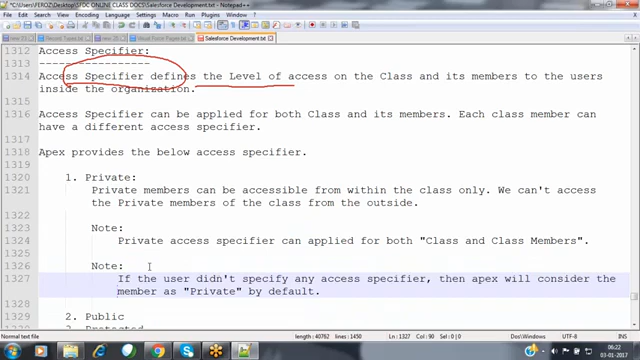 *C:\Users\FEROZ\Desktop\SFDC ONLINE CLASS DOCS\Salesforce Development.txt - Notepad++
File Edit Search View Encoding Language Settings Macro Run Plugins Window ?
Visual Force Pages.txt Salesforce Development.txt
1312 Access Specifier:
1313 -----------------
1314 Access Specifier defines the Level of access on the Class and its members to the users
inside the organization.
1315
1316 Access Specifier can be applied for both Class and its members. Each class member can
have a different access specifier.
1317
1318 Apex provides the below access specifier.
1319
1320 1. Private:
1321 Private members can be accessible from within the class only. We can't access
the Private members of the class from the outside.
1322
1323 Note:
1324 Private access specifier can applied for both "Class and Class Members".
1325
1326 Note:
1327 If the user didn't specify any access specifier, then apex will consider the
member as "Private" by default.
1328
2. Public
3. Protected
Normal text file length : 40762 lines : 1450 Ln : 1327 Col : 90 Dos\Windows UTF-8 INS
06:22
03-01-2017